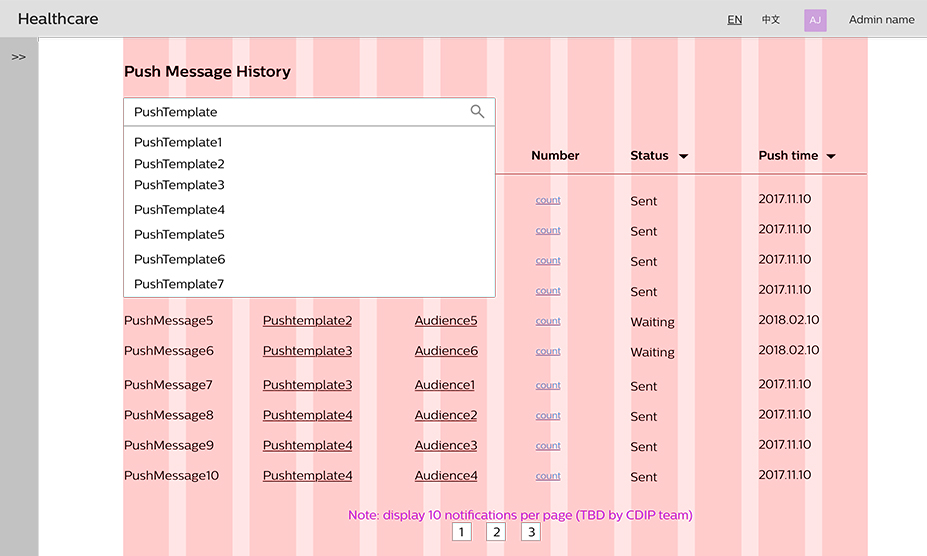 Healthcare EN 中文 AJ Admin name
>>
Push Message History
PushTemplate
PushTemplate1
PushTemplate2
PushTemplate3
PushTemplate4
PushTemplate5
PushTemplate6
PushTemplate7
Number Status Push time
count Sent 2017.11.10
count Sent 2017.11.10
count Sent 2017.11.10
count Sent 2017.11.10
PushMessage5 Pushtemplate2 Audience5 count Waiting 2018.02.10
PushMessage6 Pushtemplate3 Audience6 count Waiting 2018.02.10
PushMessage7 Pushtemplate3 Audience1 count Sent 2017.11.10
PushMessage8 Pushtemplate4 Audience2 count Sent 2017.11.10
PushMessage9 Pushtemplate4 Audience3 count Sent 2017.11.10
PushMessage10 Pushtemplate4 Audience4 count Sent 2017.11.10
Note: display 10 notifications per page (TBD by CDIP team)
1 2 3